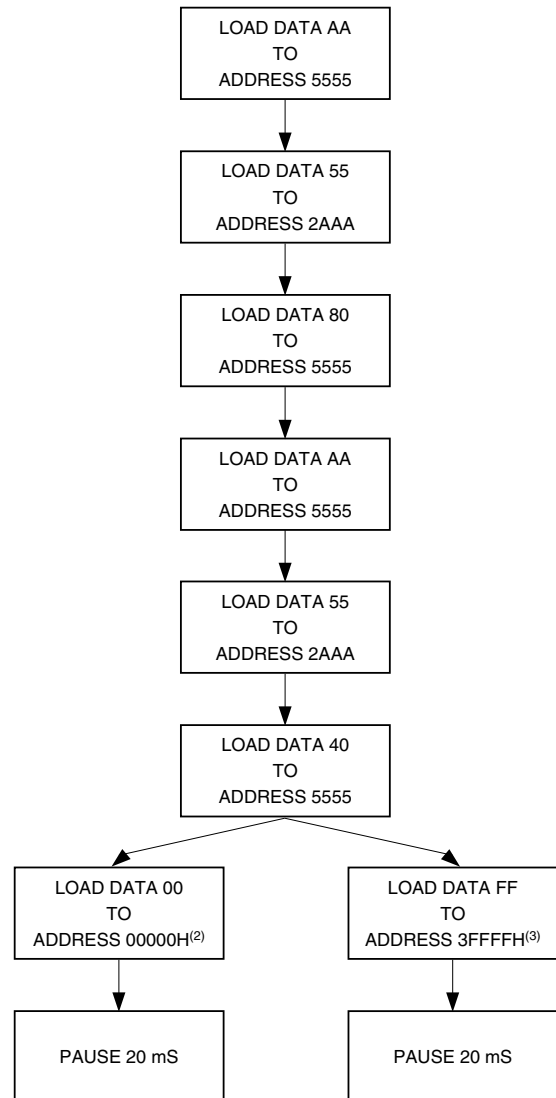 LOAD DATA AA
TO
ADDRESS 5555
LOAD DATA 55
TO
ADDRESS 2AAA
LOAD DATA 80
TO
ADDRESS 5555
LOAD DATA AA
TO
ADDRESS 5555
LOAD DATA 55
TO
ADDRESS 2AAA
LOAD DATA 40
TO
ADDRESS 5555
LOAD DATA 00
TO
ADDRESS 00000H(2)
LOAD DATA FF
TO
ADDRESS 3FFFFH(3)
PAUSE 20 mS
PAUSE 20 mS